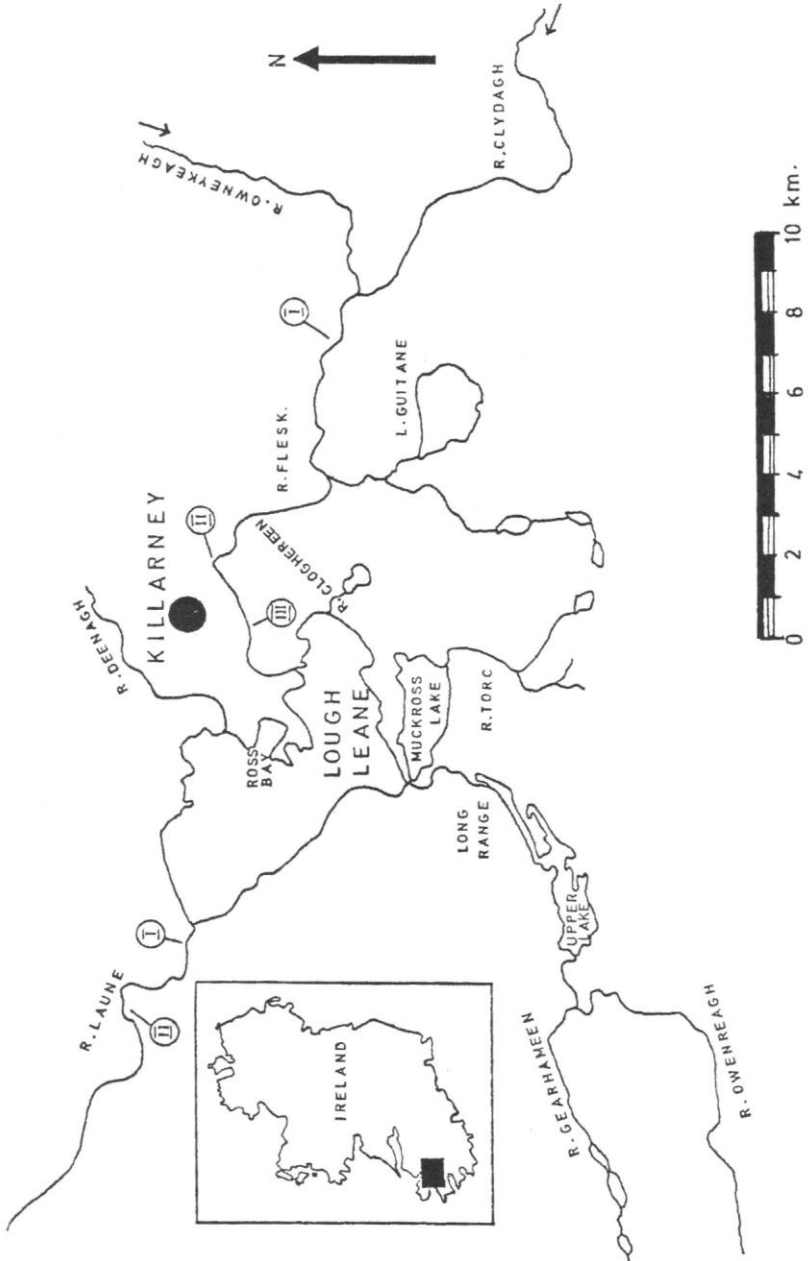 N
R. CLYDAGH
R. OWNEYKEAGH
I
L. GUITANE
R. FLESK.
KILLARNEY
II
R. CLOGHEREEN
III
R. DEENAGH
LOUGH
LEANE
MUCKROSS
LAKE
R. TORC
ROSS
BAY
LONG
RANGE
UPPER
LAKE
I
R. LAUNE
II
IRELAND
R. GEARHAMEEN
R. OWENREAGH
0 2 4 6 8 10 km.